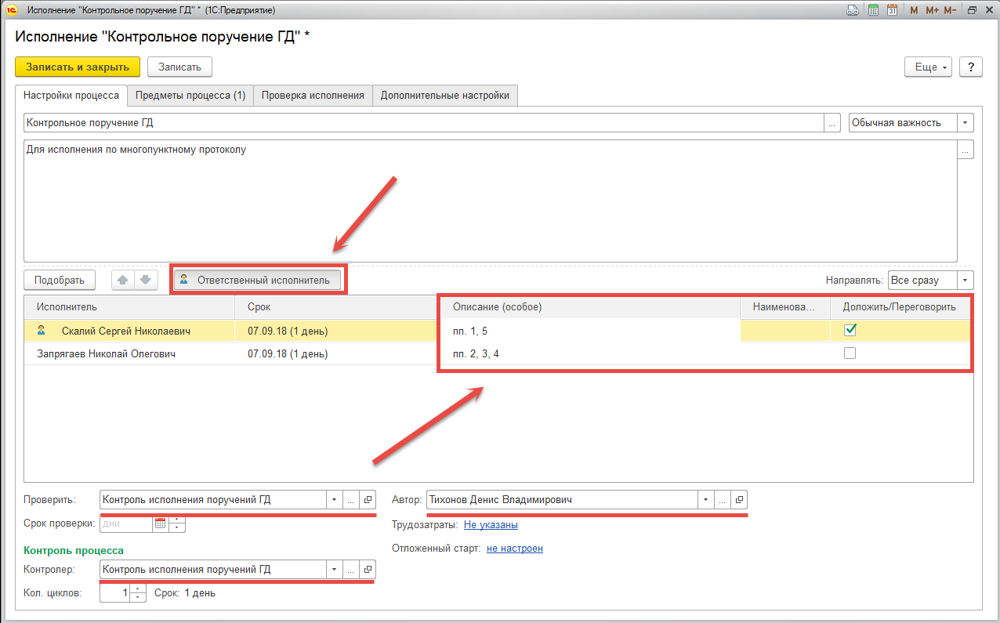 Исполнение "Контрольное поручение ГД" * (1С:Предприятие)
31 M M+ M-
Исполнение "Контрольное поручение ГД" *
Записать и закрыть Записать Еще ?
Настройки процесса Предметы процесса (1) Проверка исполнения Дополнительные настройки
Контрольное поручение ГД ... Обычная важность
Для исполнения по многопунктному протоколу ...
Подобрать Ответственный исполнитель Направлять: Все сразу
Исполнитель Срок Описание (особое) Наименова... Доложить/Переговорить
Скалий Сергей Николаевич 07.09.18 (1 день) пп. 1, 5
Запрягаев Николай Олегович 07.09.18 (1 день) пп. 2, 3, 4
Проверить: Контроль исполнения поручений ГД ... Автор: Тихонов Денис Владимирович ...
Срок проверки: дни Трудозатраты: Не указаны
Контроль процесса Отложенный старт: не настроен
Контролер: Контроль исполнения поручений ГД ...
Кол. циклов: 1 Срок: 1 день